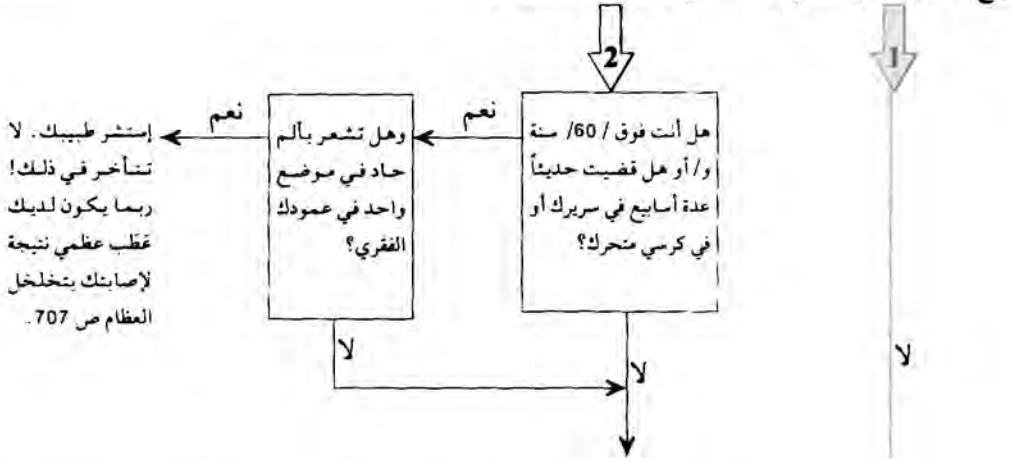 1
2
هل أنت فوق / 60/ سنة
و/ أو هل قضيت حديثاً
عدة أسابيع في سريرك أو
في كرسي متحرك؟
نعم
وهل تشعر بألم
حاد في موضع
واحد في عمودك
الفقري؟
نعم
إستشر طبيبك. لا
تتأخر في ذلك!
ربما يكون لديك
عَطَب عظمي نتيجة
لإصابتك بتخلخل
العظام ص 707.
لا
لا
لا